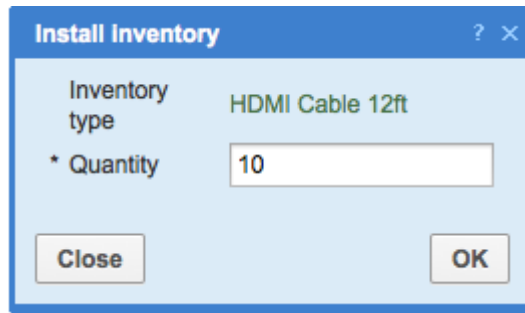 Install Inventory ? ×
Inventory
type
HDMI Cable 12ft
* Quantity 10
Close OK